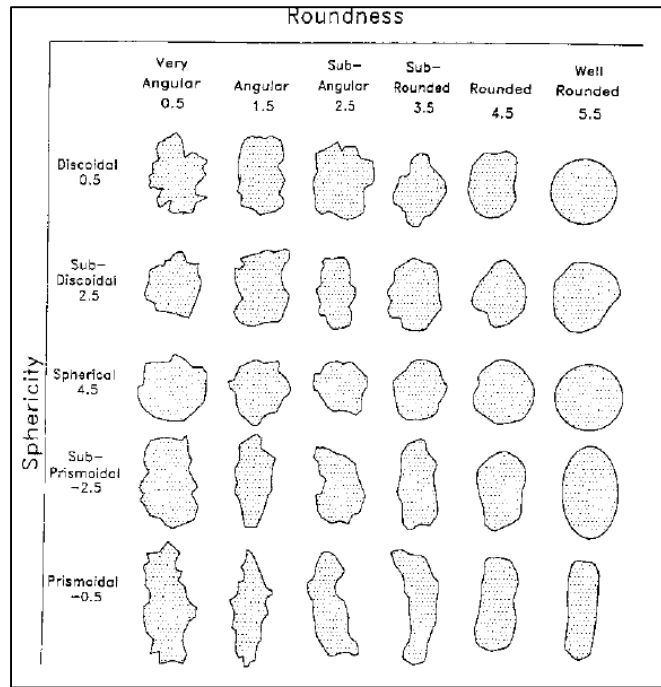 Roundness
Very
Angular
0.5
Angular
1.5
Sub-
Angular
2.5
Sub-
Rounded
3.5
Rounded
4.5
Well
Rounded
5.5
Sphericity
Discoidal
0.5
Sub-
Discoidal
2.5
Spherical
4.5
Sub-
Prismoidal
-2.5
Prismoidal
-0.5